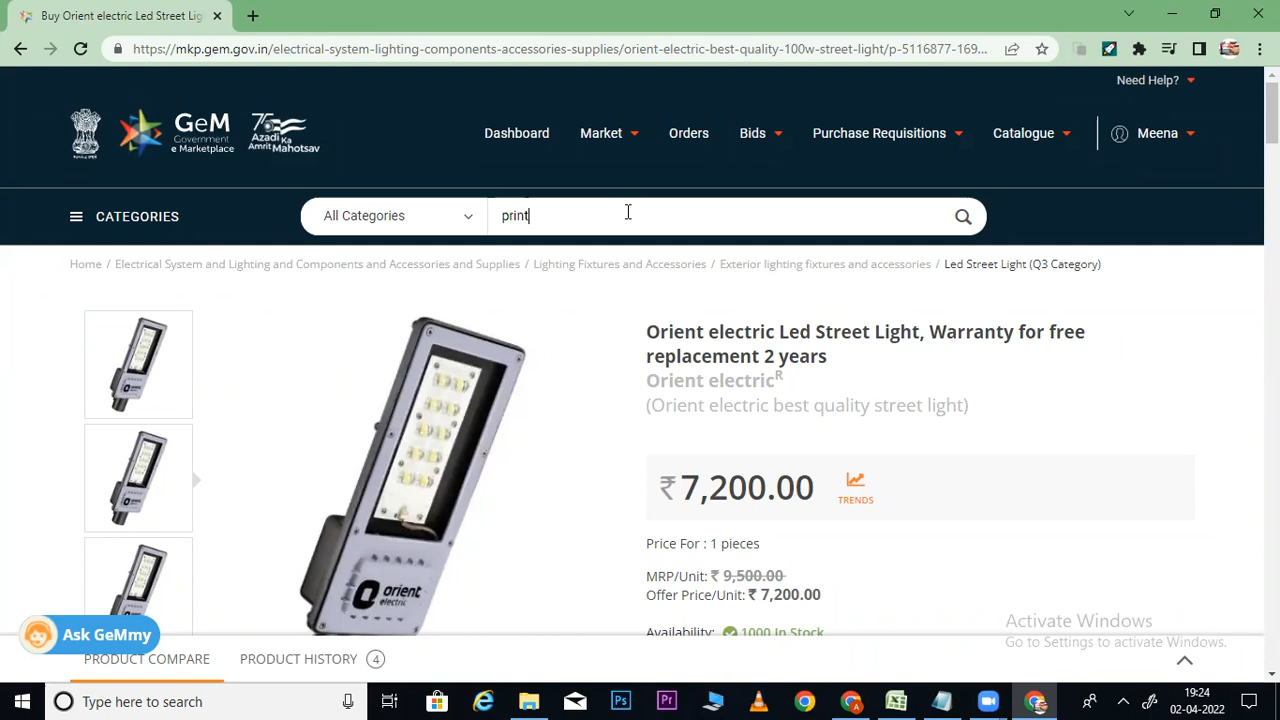 Buy Orient electric Led Street Lig
https://mkp.gem.gov.in/electrical-system-lighting-components-accessories-supplies/orient-electric-best-quality-100w-street-light/p-5116877-169...
Need Help?
GeM
Government
e Marketplace
75
Azadi Ka
Amrit Mahotsav
Dashboard
Market
Orders
Bids
Purchase Requisitions
Catalogue
Meena
CATEGORIES
All Categories
print
Home / Electrical System and Lighting and Components and Accessories and Supplies / Lighting Fixtures and Accessories / Exterior lighting fixtures and accessories / Led Street Light (Q3 Category)
Orient electric Led Street Light, Warranty for free
replacement 2 years
Orient electricR
(Orient electric best quality street light)
₹ 7,200.00
TRENDS
Price For : 1 pieces
MRP/Unit: ₹ 9,500.00
Offer Price/Unit: ₹ 7,200.00
Availability: 1000 In Stock
orient
electric
Ask GeMmy
PRODUCT COMPARE
PRODUCT HISTORY 4
Activate Windows
Go to Settings to activate Windows.
Type here to search
Ps
Pr
A
19:24
02-04-2022